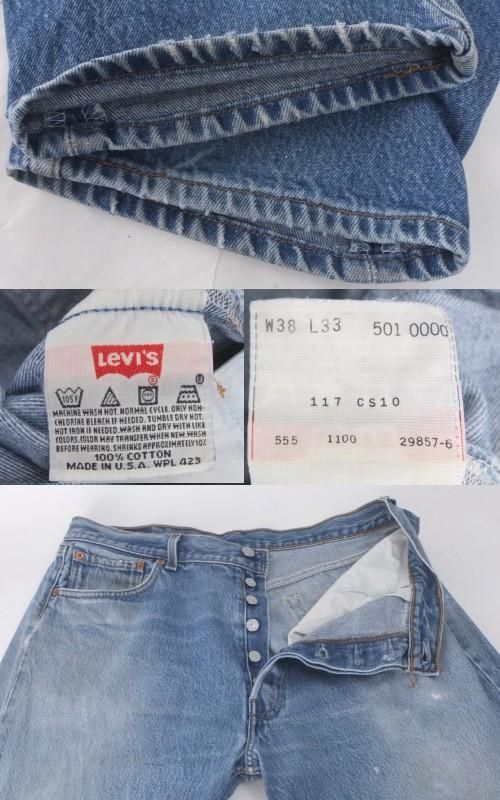 LEVI'S
®
105F
MACHINE WASH HOT. NORMAL CYCLE. ONLY NON-
CHLORINE BLEACH IF NEEDED. TUMBLE DRY HOT.
HOT IRON IF NEEDED. WASH AND DRY WITH LIKE
COLORS. COLOR MAY TRANSFER WHEN NEW. WASH
BEFORE WEARING. SHRINKS APPROXIMATELY 10%
100% COTTON
MADE IN U.S.A. WPL 423
W38 L33 501 0000
117 CS10
555 1100 29857-6